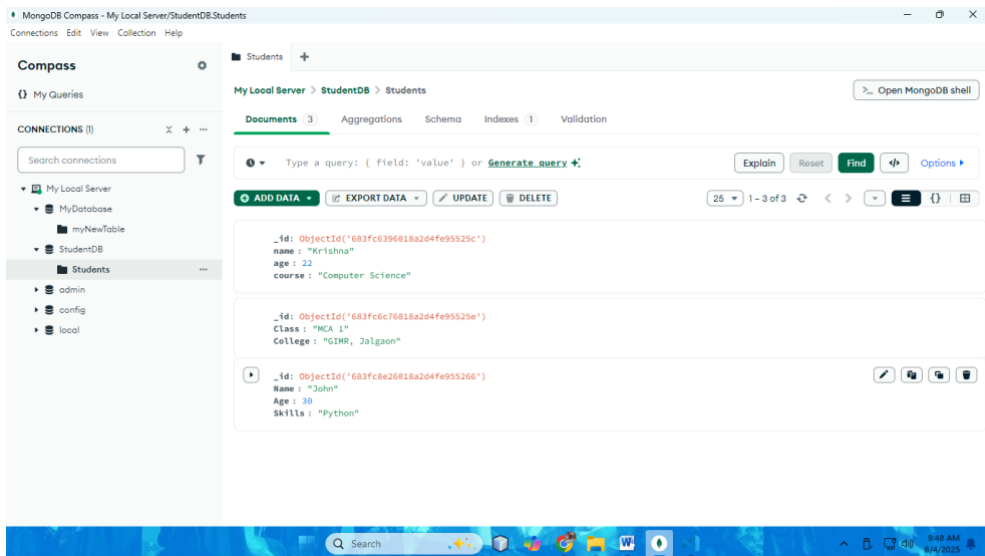 MongoDB Compass - My Local Server/StudentDB.Students
Connections Edit View Collection Help
Compass
{} My Queries
CONNECTIONS (1)
Search connections
My Local Server
MyDatabase
myNewTable
StudentDB
Students
admin
config
local
Students
My Local Server > StudentDB > Students
>_ Open MongoDB shell
Documents 3 Aggregations Schema Indexes 1 Validation
Type a query: { field: 'value' } or Generate query
Explain Reset Find </> Options
ADD DATA EXPORT DATA UPDATE DELETE
25 1 - 3 of 3 {}
_id: ObjectId('683fc6396018a2d4fe95525c')
name : "Krishna"
age : 22
course : "Computer Science"
_id: ObjectId('683fc6c76018a2d4fe95525e')
Class : "MCA 1"
College : "GIMR, Jalgaon"
_id: ObjectId('683fc8e26018a2d4fe955266')
Name : "John"
Age : 30
Skills : "Python"
Search
9:48 AM
6/4/2025